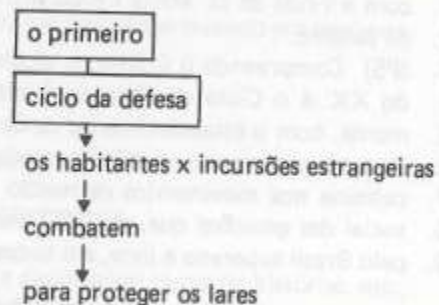 o primeiro
ciclo da defesa
os habitantes x incursões estrangeiras
combatem
para proteger os lares